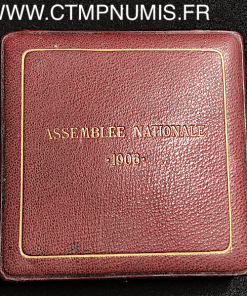 WWW.CTMPNUMIS.FR
ASSEMBLÉE NATIONALE
·1906·